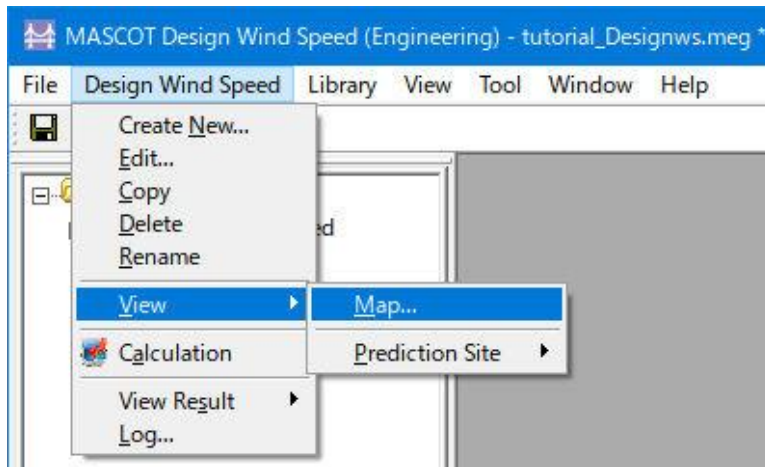 MASCOT Design Wind Speed (Engineering) - tutorial_Designws.meg *
File Design Wind Speed Library View Tool Window Help
Create New...
Edit...
Copy
Delete
Rename
View
Map...
Calculation
Prediction Site
View Result
Log...